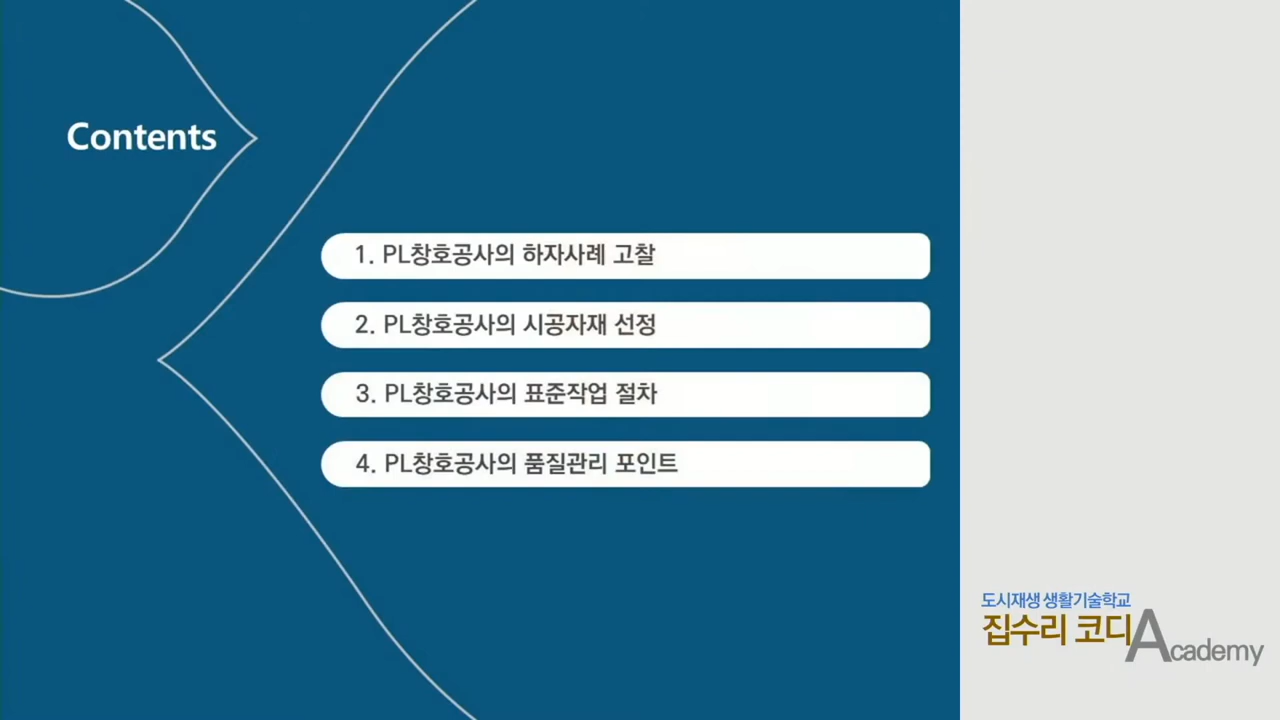 Contents
1. PL창호공사의 하자사례 고찰
2. PL창호공사의 시공자재 선정
3. PL창호공사의 표준작업 절차
4. PL창호공사의 품질관리 포인트
도시재생 생활기술학교
집수리 코디Academy